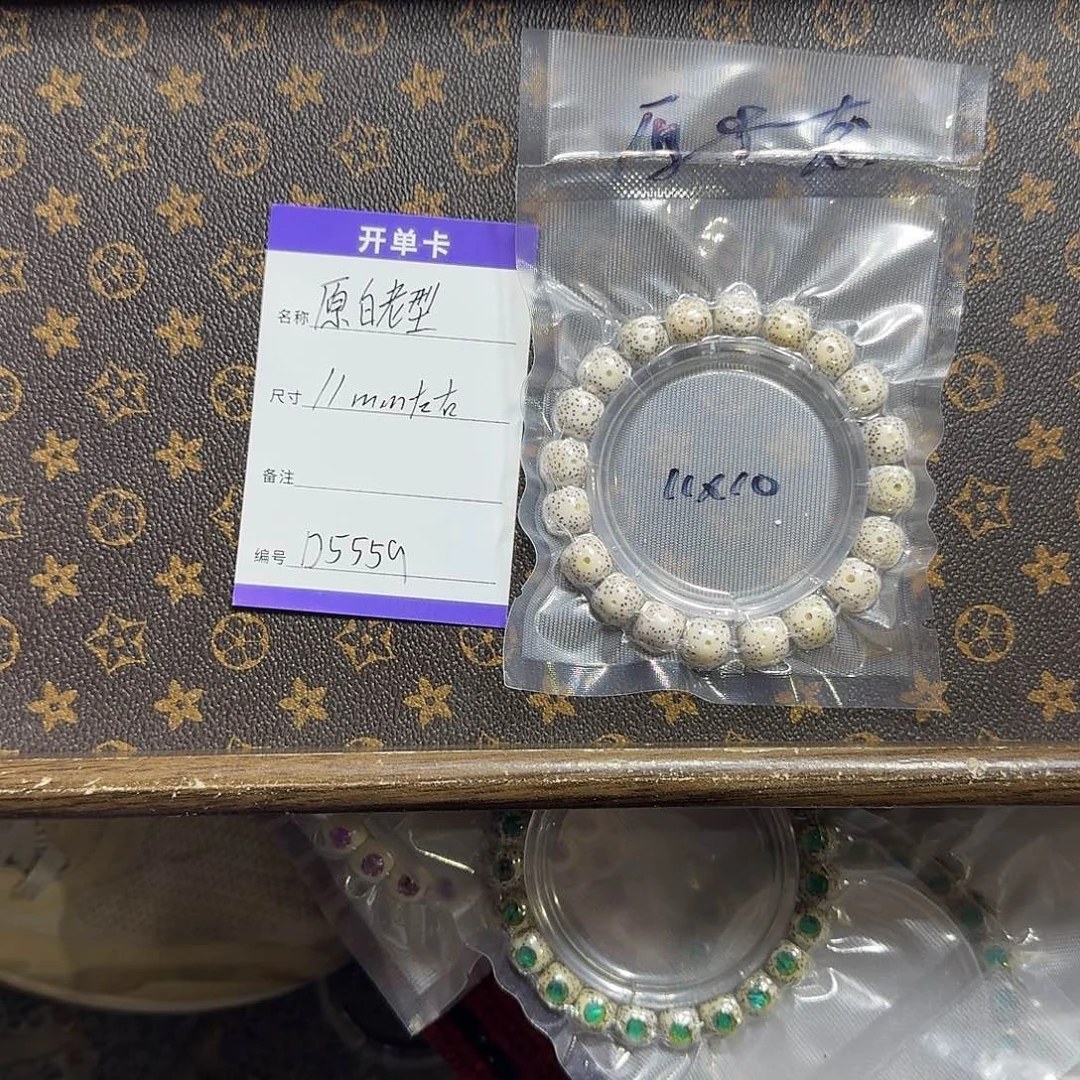 开单卡
名称 原白老型
尺寸 11mm左右
备注
编号 D5559
11x10